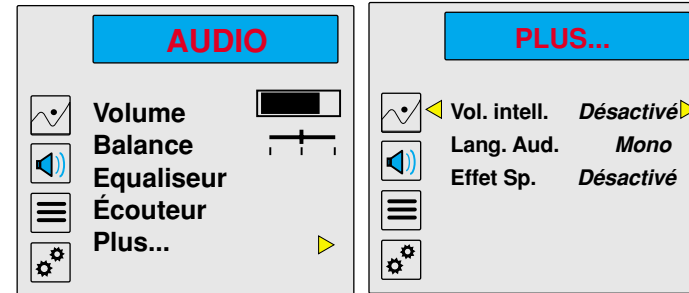 AUDIO
Volume
Balance
Equaliseur
Écouteur
Plus...
PLUS...
Vol. intell. Désactivé
Lang. Aud. Mono
Effet Sp. Désactivé